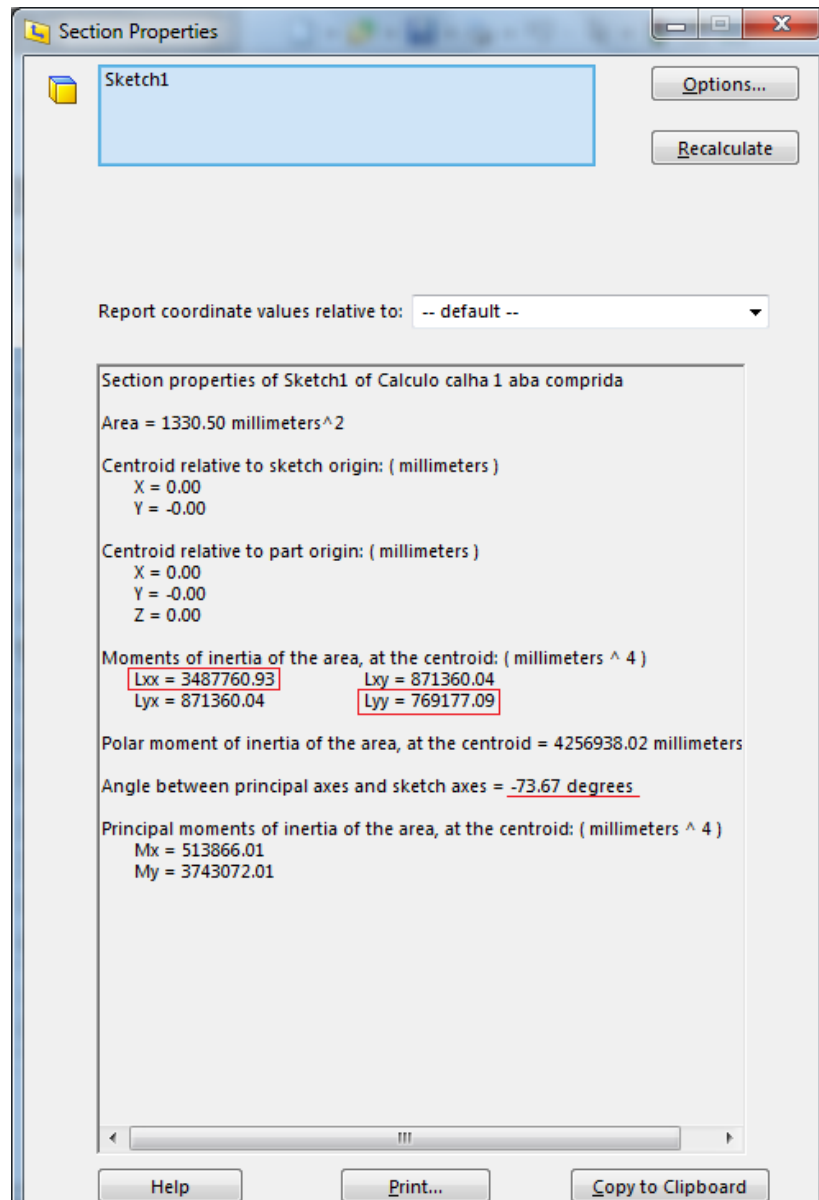 Section Properties
Sketch1
Options...
Recalculate
Report coordinate values relative to: -- default --
Section properties of Sketch1 of Calculo calha 1 aba comprida
Area = 1330.50 millimeters^2
Centroid relative to sketch origin: ( millimeters )
X = 0.00
Y = -0.00
Centroid relative to part origin: ( millimeters )
X = 0.00
Y = -0.00
Z = 0.00
Moments of inertia of the area, at the centroid: ( millimeters ^ 4 )
Lxx = 3487760.93 Lxy = 871360.04
Lyx = 871360.04 Lyy = 769177.09
Polar moment of inertia of the area, at the centroid = 4256938.02 millimeters
Angle between principal axes and sketch axes = -73.67 degrees
Principal moments of inertia of the area, at the centroid: ( millimeters ^ 4 )
Mx = 513866.01
My = 3743072.01
Help Print... Copy to Clipboard